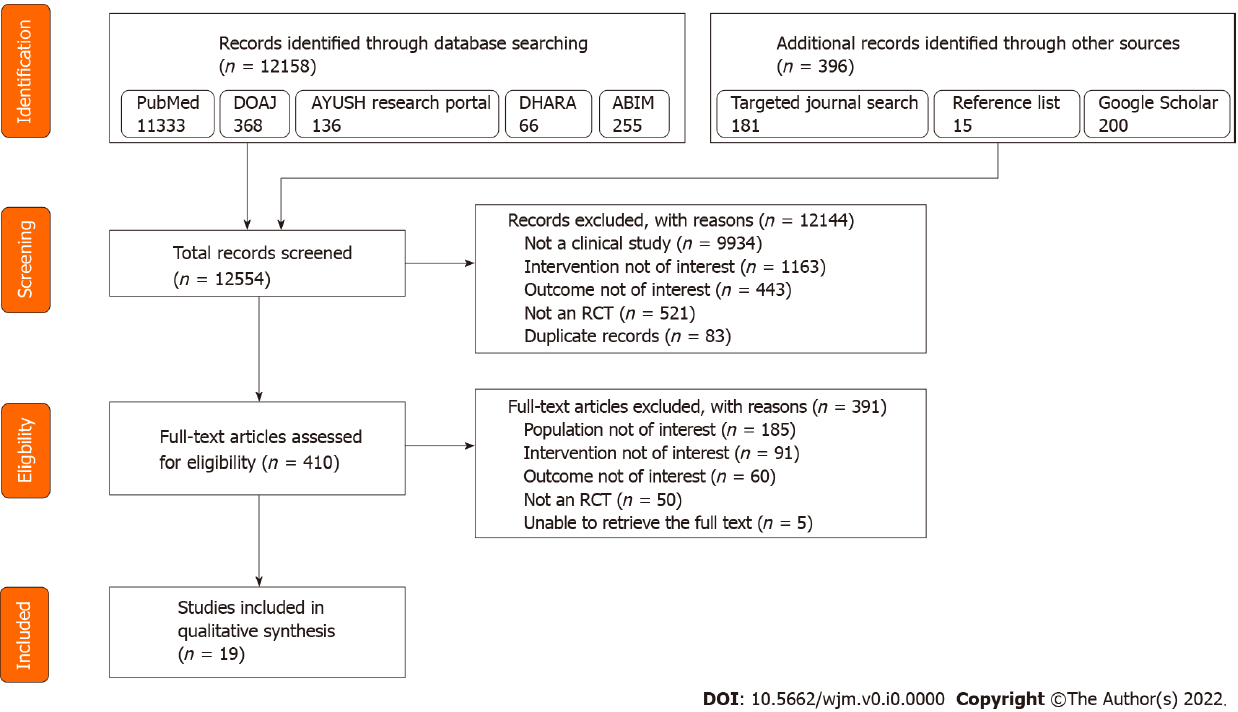 Identification
Records identified through database searching
(n = 12158)
PubMed
11333
DOAJ
368
AYUSH research portal
136
DHARA
66
ABIM
255
Additional records identified through other sources
(n = 396)
Targeted journal search
181
Reference list
15
Google Scholar
200
Screening
Total records screened
(n = 12554)
Records excluded, with reasons (n = 12144)
Not a clinical study (n = 9934)
Intervention not of interest (n = 1163)
Outcome not of interest (n = 443)
Not an RCT (n = 521)
Duplicate records (n = 83)
Eligbility
Full-text articles assessed
for eligibility (n = 410)
Full-text articles excluded, with reasons (n = 391)
Population not of interest (n = 185)
Intervention not of interest (n = 91)
Outcome not of interest (n = 60)
Not an RCT (n = 50)
Unable to retrieve the full text (n = 5)
Included
Studies included in
qualitative synthesis
(n = 19)
DOI: 10.5662/wjm.v0.i0.0000 Copyright ©The Author(s) 2022.